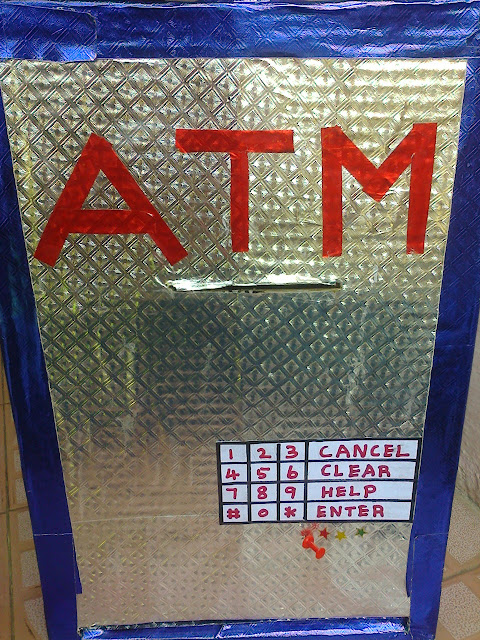 ATM
1 2 3 CANCEL
4 5 6 CLEAR
7 8 9 HELP
# 0 * ENTER